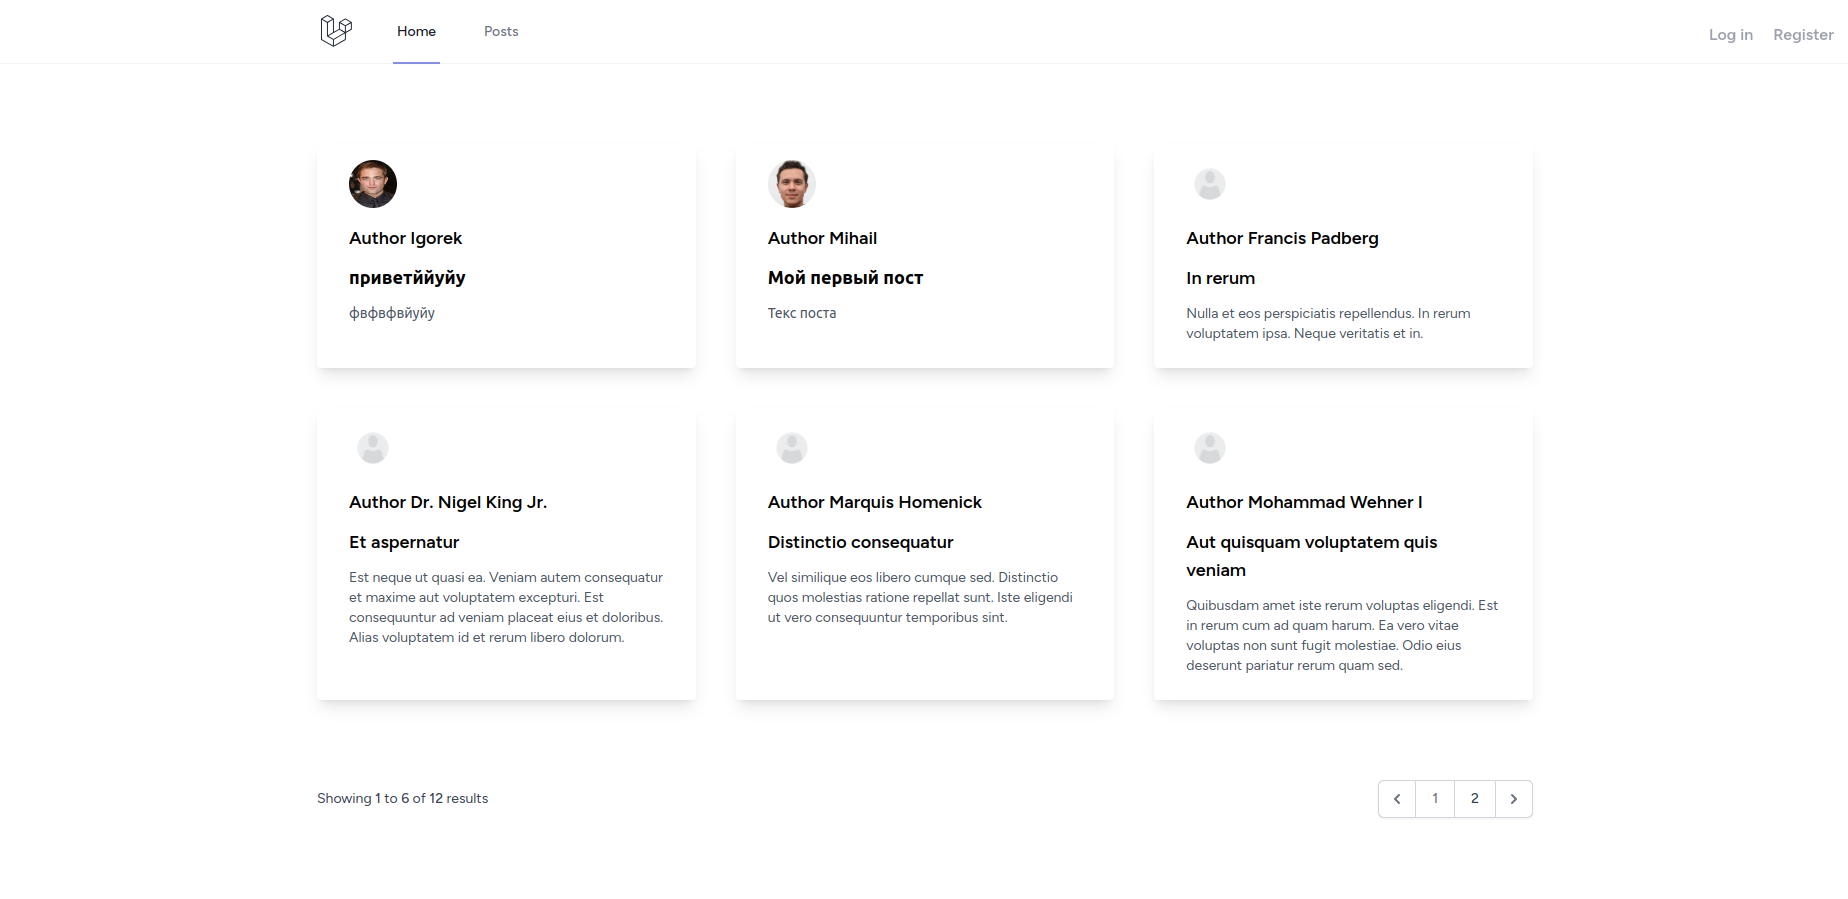 Home
Posts
Log in
Register
Author Igorek
приветййуйу
фвфвфвйуйу
Author Mihail
Мой первый пост
Текс поста
Author Francis Padberg
In rerum
Nulla et eos perspiciatis repellendus. In rerum
voluptatem ipsa. Neque veritatis et in.
Author Dr. Nigel King Jr.
Et aspernatur
Est neque ut quasi ea. Veniam autem consequatur
et maxime aut voluptatem excepturi. Est
consequuntur ad veniam placeat eius et doloribus.
Alias voluptatem id et rerum libero dolorum.
Author Marquis Homenick
Distinctio consequatur
Vel similique eos libero cumque sed. Distinctio
quos molestias ratione repellat sunt. Iste eligendi
ut vero consequuntur temporibus sint.
Author Mohammad Wehner I
Aut quisquam voluptatem quis
veniam
Quibusdam amet iste rerum voluptas eligendi. Est
in rerum cum ad quam harum. Ea vero vitae
voluptas non sunt fugit molestiae. Odio eius
deserunt pariatur rerum quam sed.
Showing 1 to 6 of 12 results
1
2